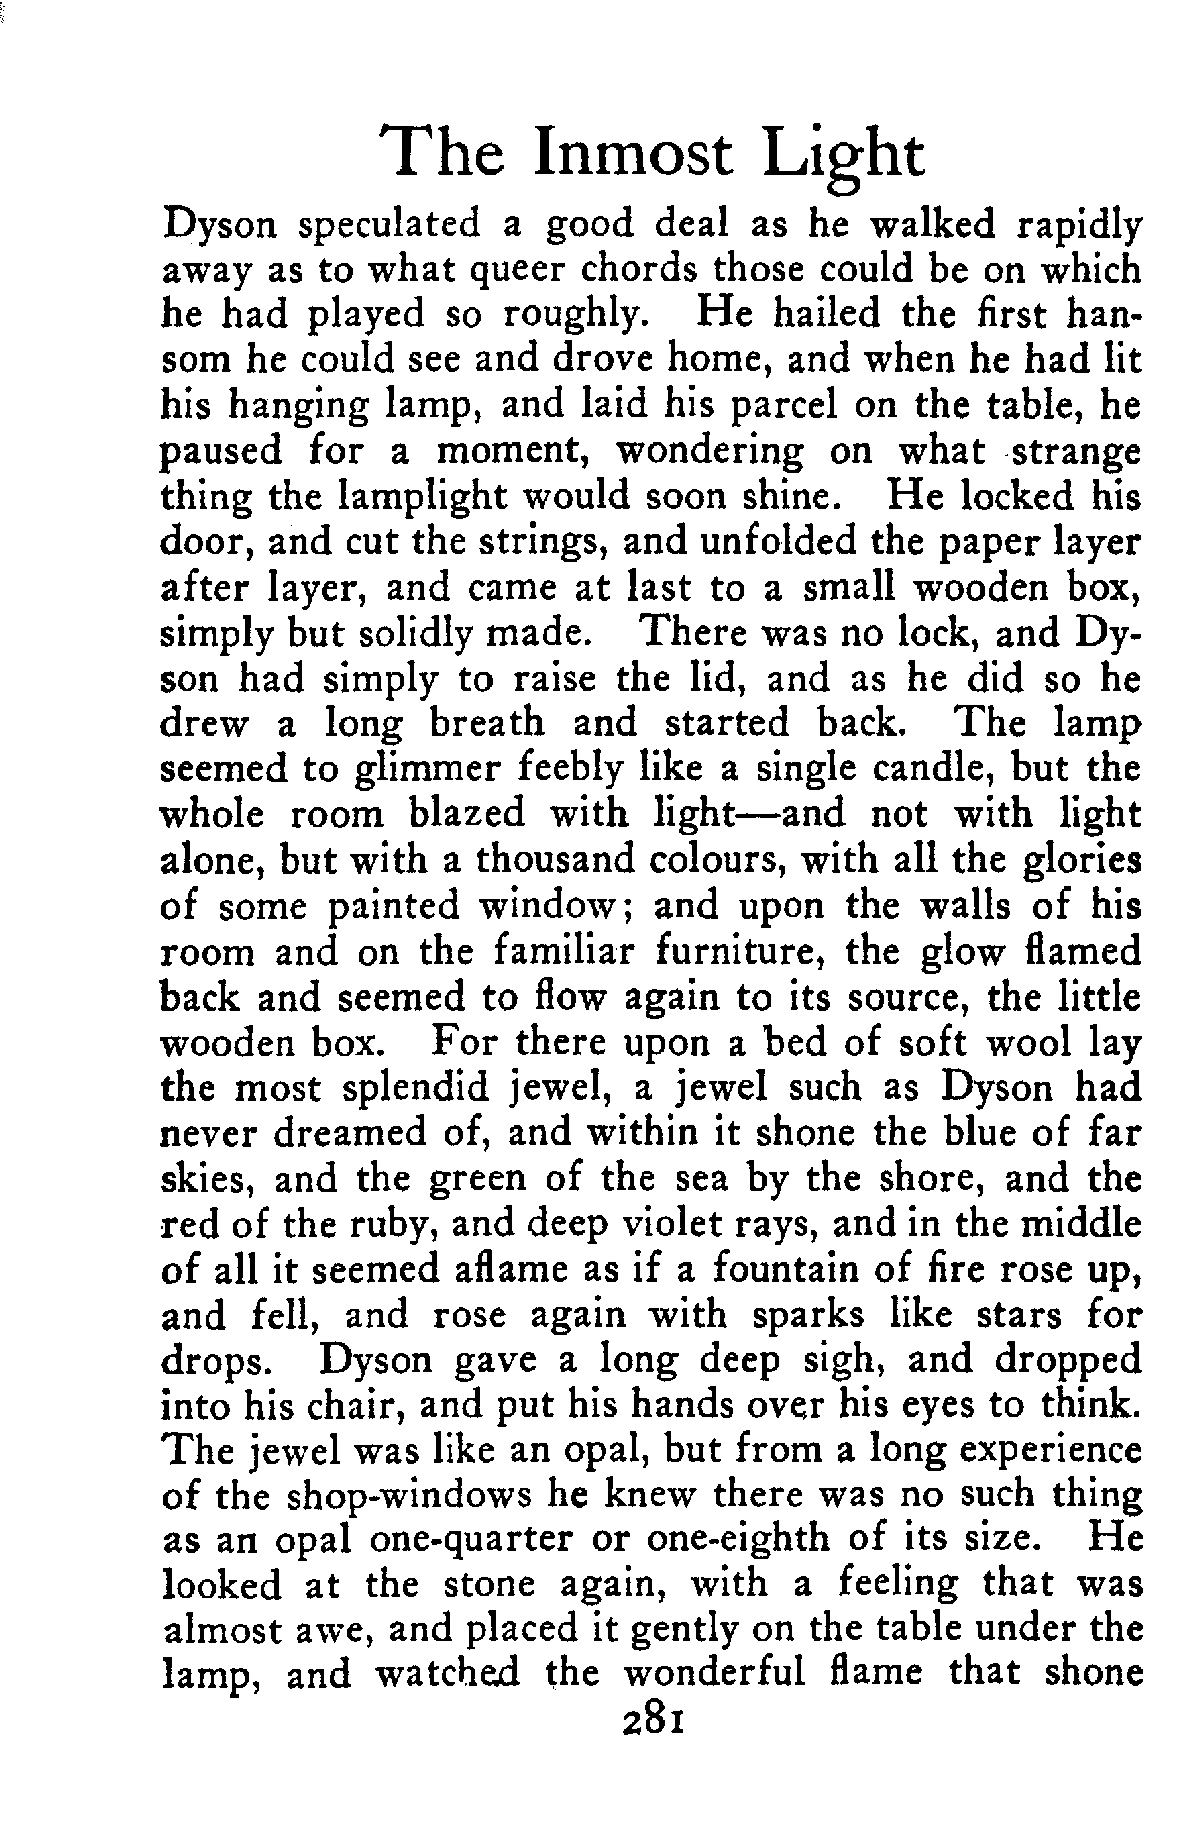 The Inmost Light
Dyson speculated a good deal as he walked rapidly
away as to what queer chords those could be on which
he had played so roughly. He hailed the first han-
som he could see and drove home, and when he had lit
his hanging lamp, and laid his parcel on the table, he
paused for a moment, wondering on what strange
thing the lamplight would soon shine. He locked his
door, and cut the strings, and unfolded the paper layer
after layer, and came at last to a small wooden box,
simply but solidly made. There was no lock, and Dy-
son had simply to raise the lid, and as he did so he
drew a long breath and started back. The lamp
seemed to glimmer feebly like a single candle, but the
whole room blazed with light—and not with light
alone, but with a thousand colours, with all the glories
of some painted window; and upon the walls of his
room and on the familiar furniture, the glow flamed
back and seemed to flow again to its source, the little
wooden box. For there upon a bed of soft wool lay
the most splendid jewel, a jewel such as Dyson had
never dreamed of, and within it shone the blue of far
skies, and the green of the sea by the shore, and the
red of the ruby, and deep violet rays, and in the middle
of all it seemed aflame as if a fountain of fire rose up,
and fell, and rose again with sparks like stars for
drops. Dyson gave a long deep sigh, and dropped
into his chair, and put his hands over his eyes to think.
The jewel was like an opal, but from a long experience
of the shop-windows he knew there was no such thing
as an opal one-quarter or one-eighth of its size. He
looked at the stone again, with a feeling that was
almost awe, and placed it gently on the table under the
lamp, and watched the wonderful flame that shone
281